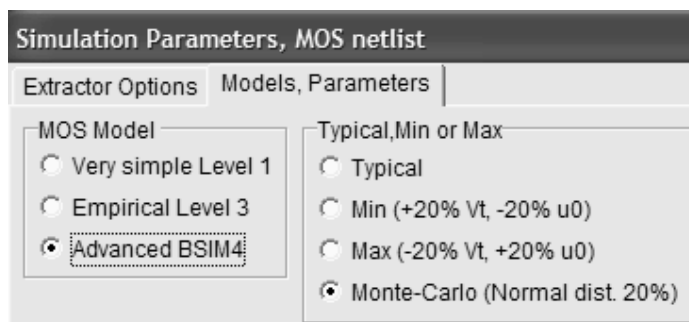 Simulation Parameters, MOS netlist
Extractor Options Models, Parameters
MOS Model
Very simple Level 1
Empirical Level 3
Advanced BSIM4
Typical,Min or Max
Typical
Min (+20% Vt, -20% u0)
Max (-20% Vt, +20% u0)
Monte-Carlo (Normal dist. 20%)